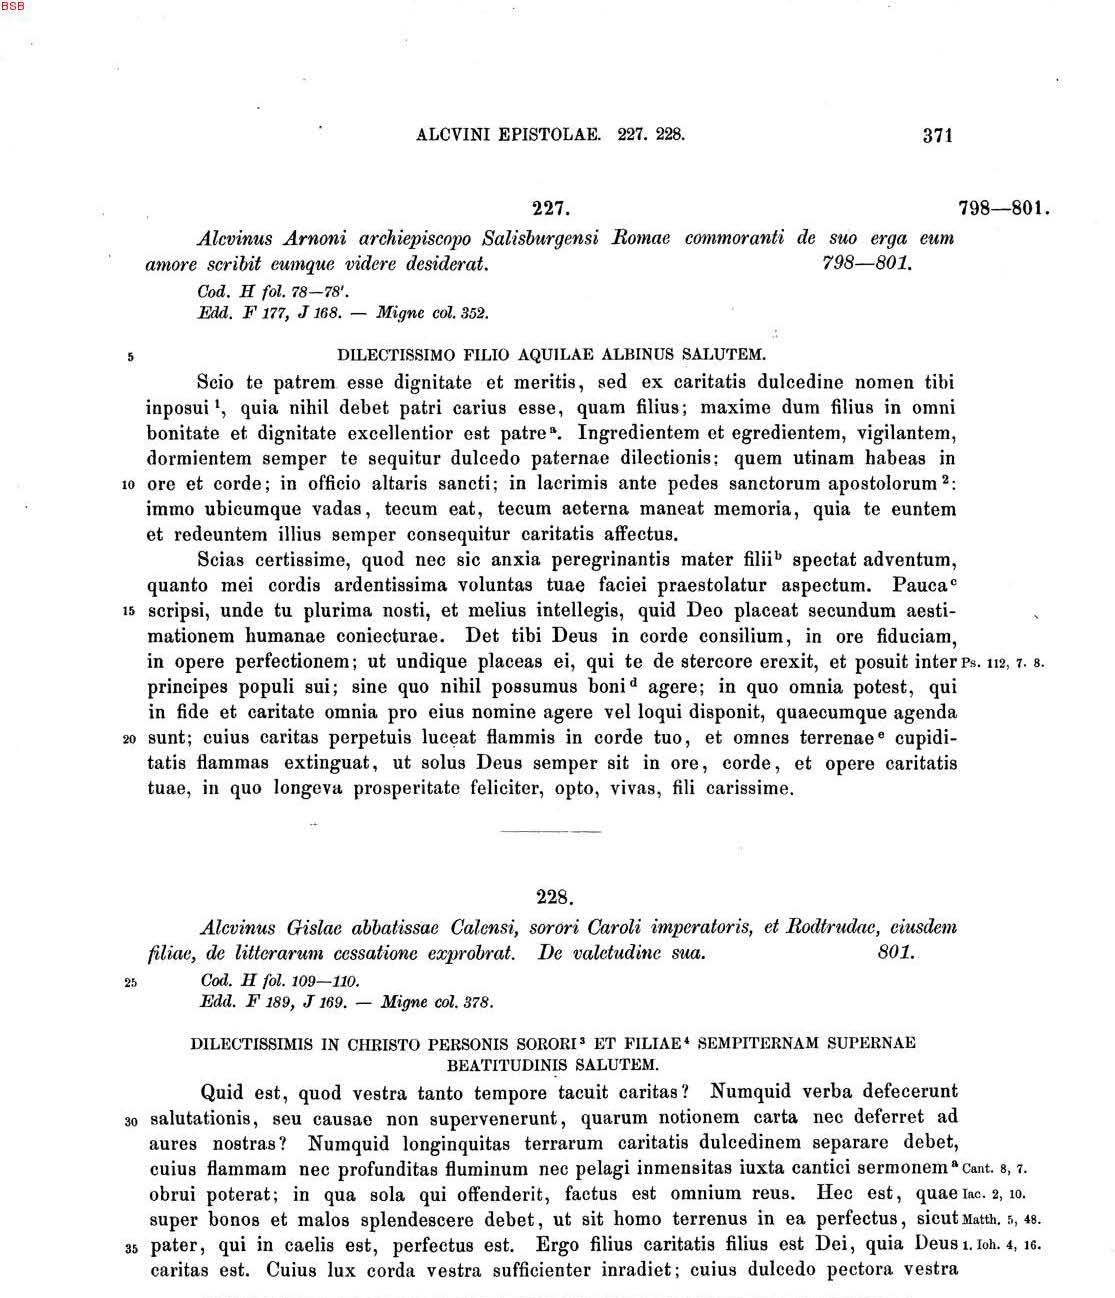 BSB
ALCVINI EPISTOLAE. 227. 228. 371
227. 798—801.
Alcvinus Arnoni archiepiscopo Salisburgensi Romae commoranti de suo erga eum
amore scribit eumque videre desiderat. 798—801.
Cod. H fol. 78—78'.
Edd. F 177, J 168. — Migne col. 352.
5 DILECTISSIMO FILIO AQUILAE ALBINUS SALUTEM.
Scio te patrem esse dignitate et meritis, sed ex caritatis dulcedine nomen tibi
inposui ¹, quia nihil debet patri carius esse, quam filius; maxime dum filius in omni
bonitate et dignitate excellentior est patre ᵃ. Ingredientem et egredientem, vigilantem,
dormientem semper te sequitur dulcedo paternae dilectionis; quem utinam habeas in
10 ore et corde; in officio altaris sancti; in lacrimis ante pedes sanctorum apostolorum ²:
immo ubicumque vadas, tecum eat, tecum aeterna maneat memoria, quia te euntem
et redeuntem illius semper consequitur caritatis affectus.
Scias certissime, quod nec sic anxia peregrinantis mater filii ᵇ spectat adventum,
quanto mei cordis ardentissima voluntas tuae faciei praestolatur aspectum. Pauca ᶜ
15 scripsi, unde tu plurima nosti, et melius intellegis, quid Deo placeat secundum aesti-
mationem humanae coniecturae. Det tibi Deus in corde consilium, in ore fiduciam,
in opere perfectionem; ut undique placeas ei, qui te de stercore erexit, et posuit inter Ps. 112, 7. 8.
principes populi sui; sine quo nihil possumus boni ᵈ agere; in quo omnia potest, qui
in fide et caritate omnia pro eius nomine agere vel loqui disponit, quaecumque agenda
20 sunt; cuius caritas perpetuis luceat flammis in corde tuo, et omnes terrenae ᵉ cupidi-
tatis flammas extinguat, ut solus Deus semper sit in ore, corde, et opere caritatis
tuae, in quo longeva prosperitate feliciter, opto, vivas, fili carissime.
228.
Alcvinus Gislae abbatissae Calensi, sorori Caroli imperatoris, et Rodtrudae, eiusdem
filiae, de litterarum cessatione exprobrat. De valetudine sua. 801.
25 Cod. H fol. 109—110.
Edd. F 189, J 169. — Migne col. 378.
DILECTISSIMIS IN CHRISTO PERSONIS SORORI ³ ET FILIAE ⁴ SEMPITERNAM SUPERNAE
BEATITUDINIS SALUTEM.
Quid est, quod vestra tanto tempore tacuit caritas? Numquid verba defecerunt
30 salutationis, seu causae non supervenerunt, quarum notionem carta nec deferret ad
aures nostras? Numquid longinquitas terrarum caritatis dulcedinem separare debet,
cuius flammam nec profunditas fluminum nec pelagi inmensitas iuxta cantici sermonem ᵃ Cant. 8, 7.
obrui poterat; in qua sola qui offenderit, factus est omnium reus. Hec est, quae Iac. 2, 10.
super bonos et malos splendescere debet, ut sit homo terrenus in ea perfectus, sicut Matth. 5, 48.
35 pater, qui in caelis est, perfectus est. Ergo filius caritatis filius est Dei, quia Deus 1. Ioh. 4, 16.
caritas est. Cuius lux corda vestra sufficienter inradiet; cuius dulcedo pectora vestra